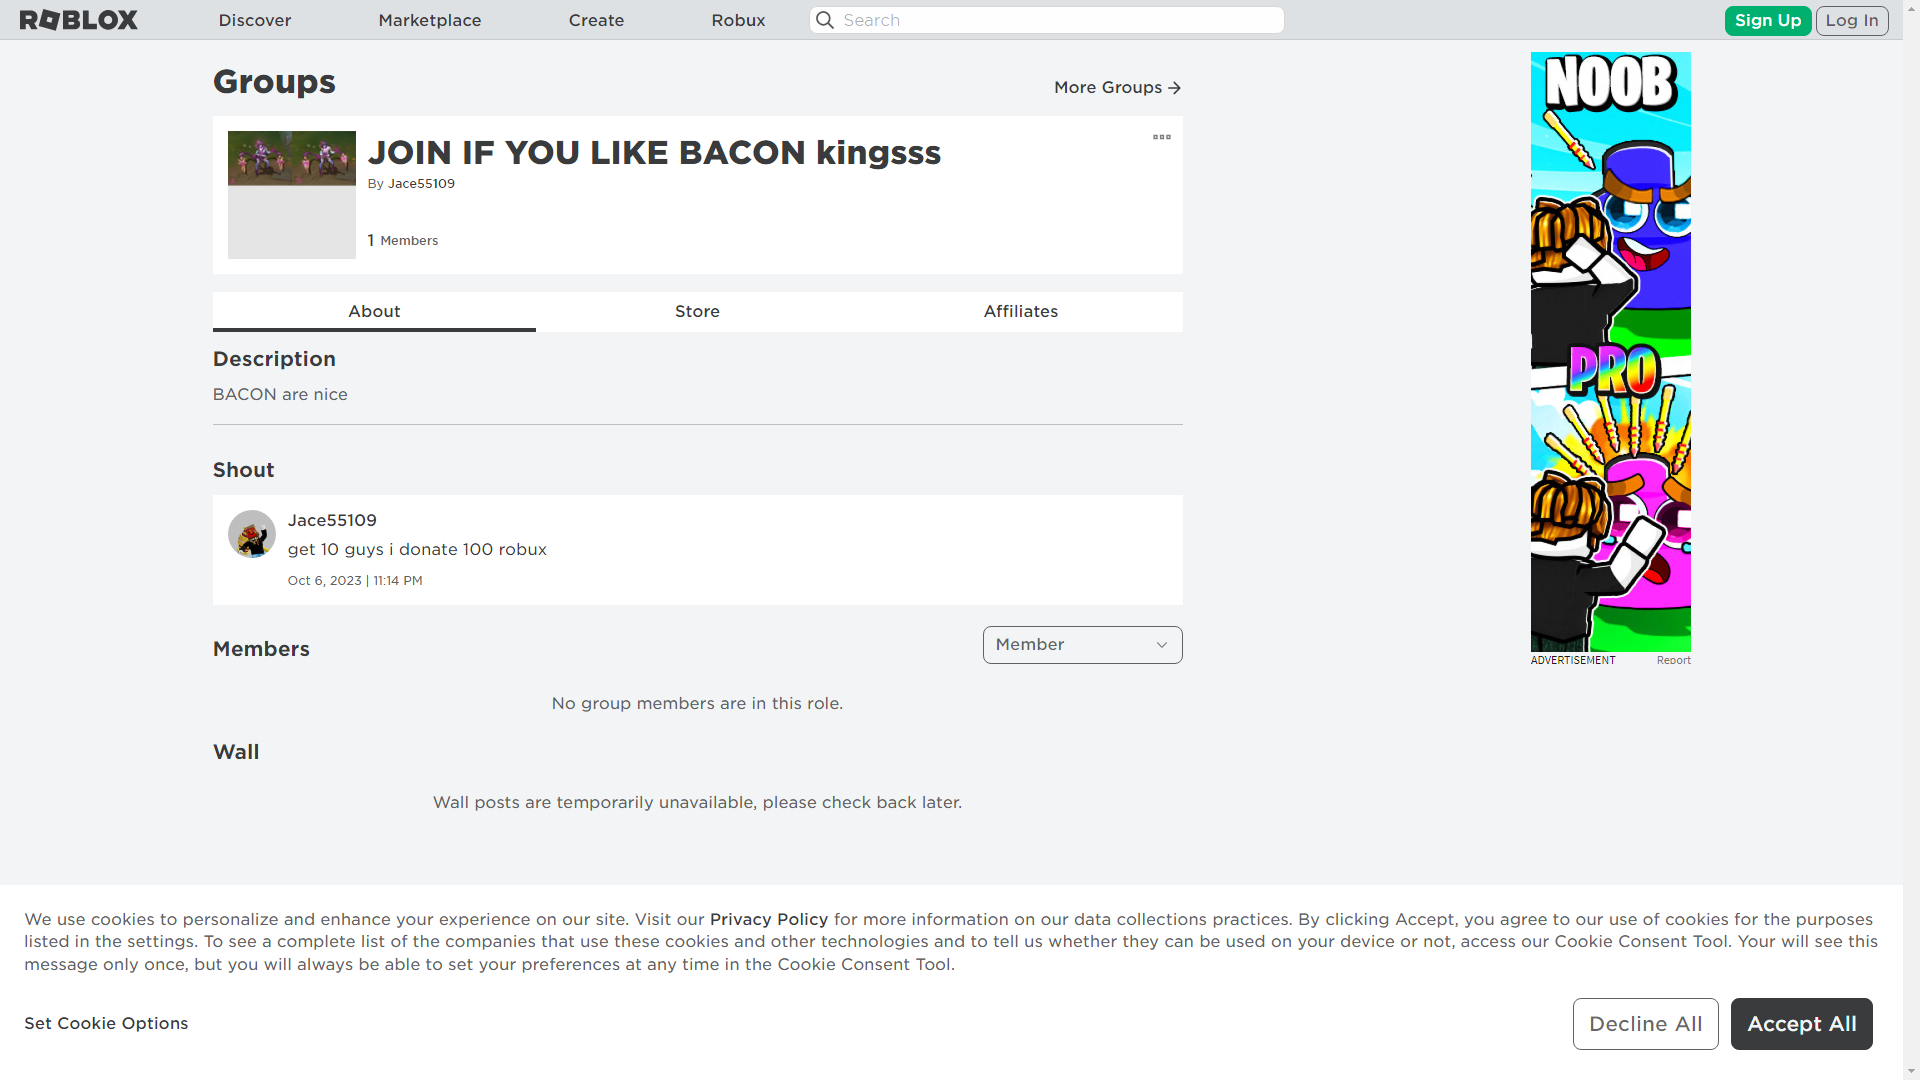 ROBLOX
Discover
Marketplace
Create
Robux
Search
Sign Up
Log In
Groups
More Groups
JOIN IF YOU LIKE BACON kingsss
By Jace55109
1 Members
About
Store
Affiliates
Description
BACON are nice
Shout
Jace55109
get 10 guys i donate 100 robux
Oct 6, 2023 | 11:14 PM
Members
Member
No group members are in this role.
Wall
Wall posts are temporarily unavailable, please check back later.
NOOB
PRO
ADVERTISEMENT
Report
We use cookies to personalize and enhance your experience on our site. Visit our Privacy Policy for more information on our data collections practices. By clicking Accept, you agree to our use of cookies for the purposes
listed in the settings. To see a complete list of the companies that use these cookies and other technologies and to tell us whether they can be used on your device or not, access our Cookie Consent Tool. Your will see this
message only once, but you will always be able to set your preferences at any time in the Cookie Consent Tool.
Set Cookie Options
Decline All
Accept All